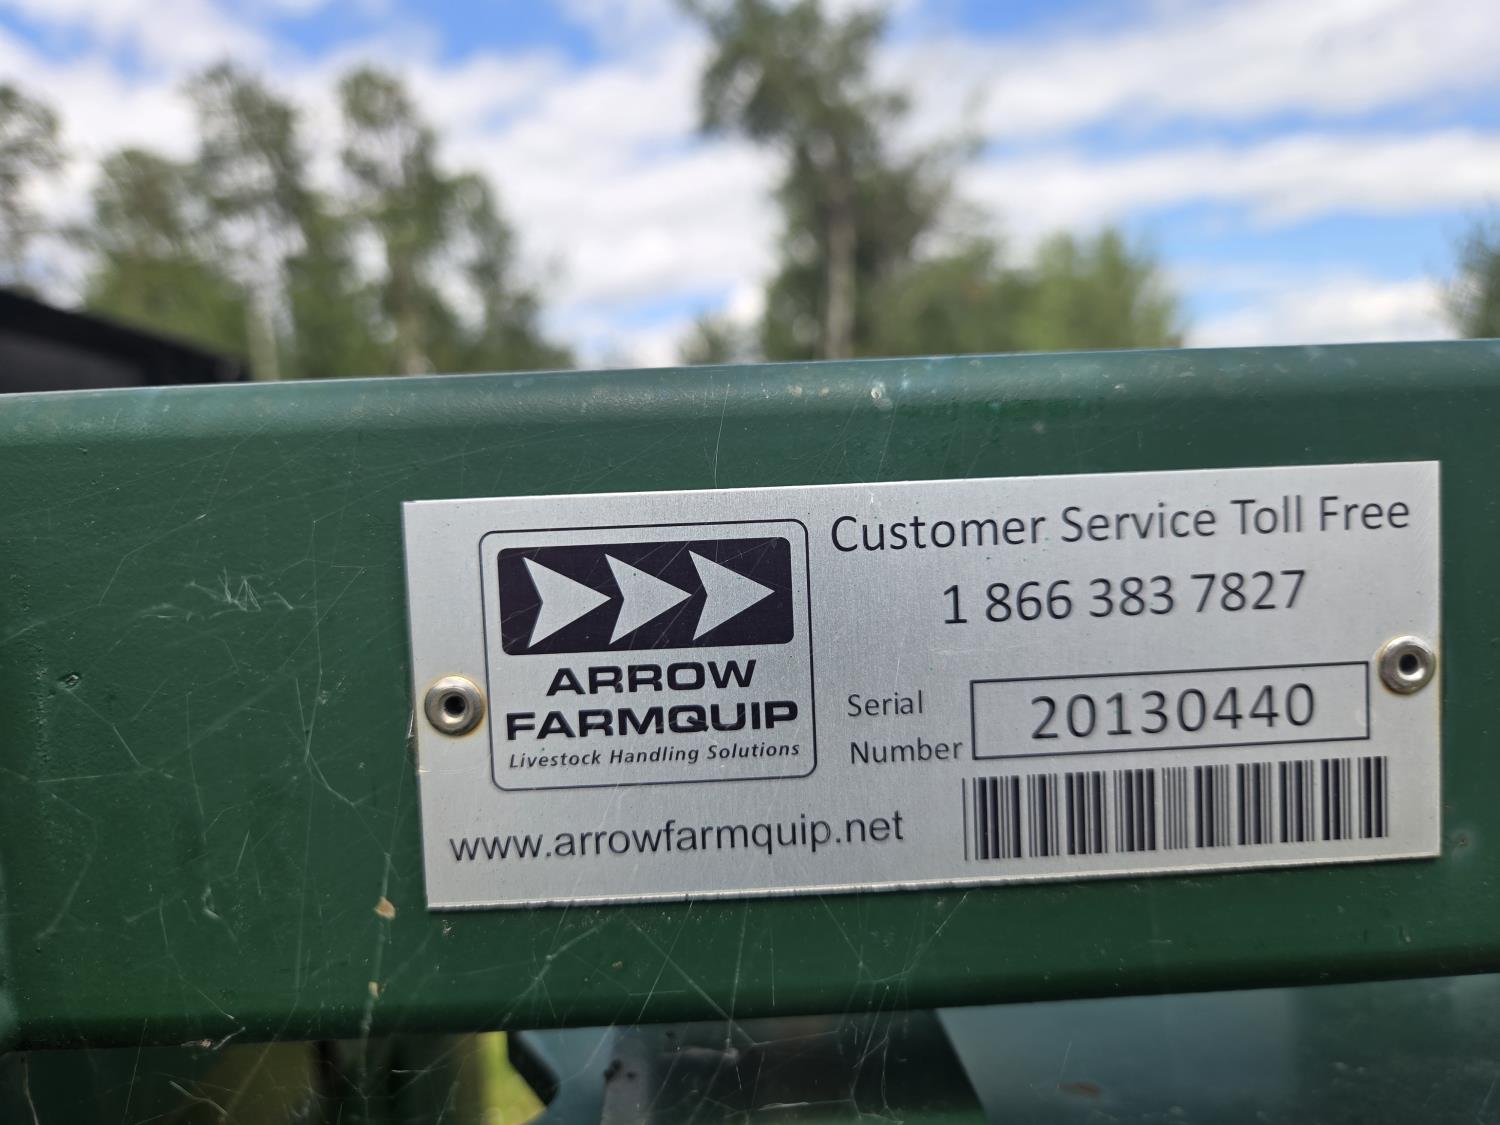 ARROW
FARMQUIP
Livestock Handling Solutions
www.arrowfarmquip.net
Customer Service Toll Free
1 866 383 7827
Serial
Number
20130440